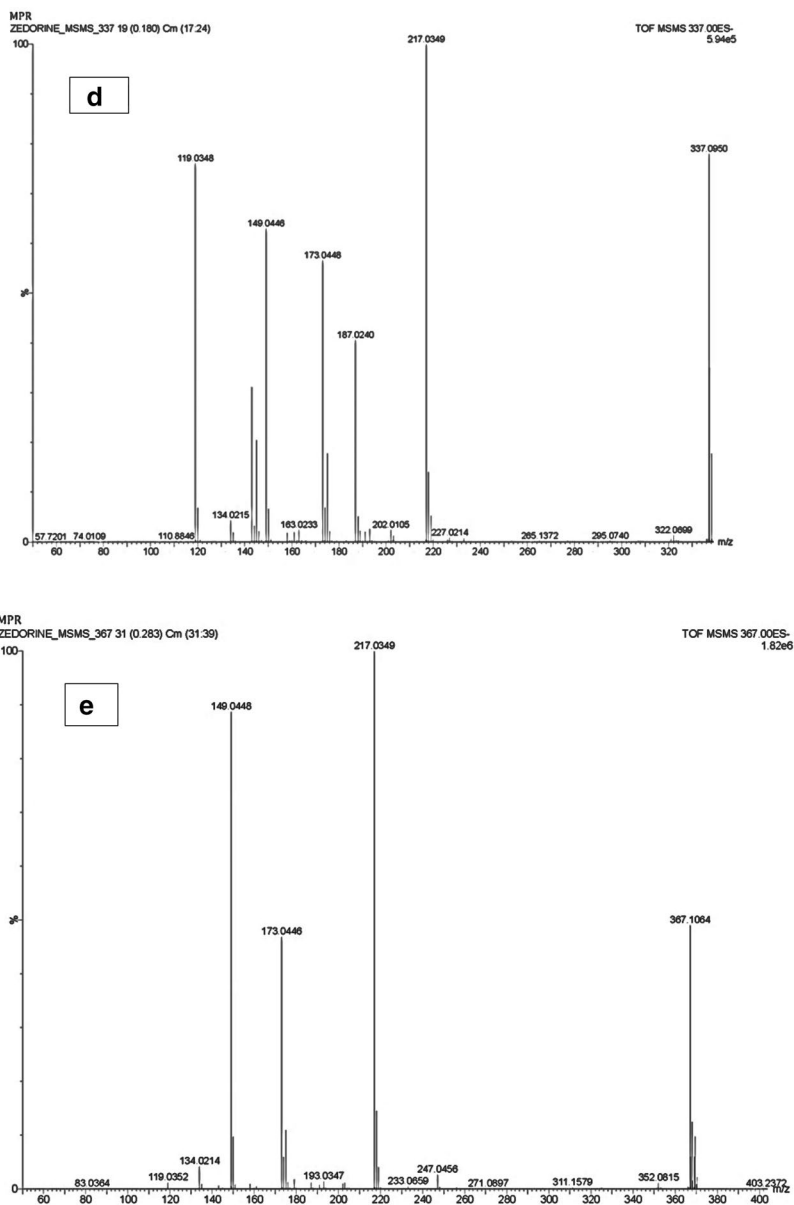 MPR
ZEDORINE_MSMS_337 19 (0.180) Cm (17:24)
TOF MSMS 337.00ES-
5.94e5
100
d
217.0349
119.0348
337.0950
149.0446
173.0448
187.0240
%
134.0215
163.0233
202.0105
227.0214
322.0699
57.7201
74.0109
110.8846
265.1372
295.0740
0
m/z
60 80 100 120 140 160 180 200 220 240 260 280 300 320
MPR
ZEDORINE_MSMS_367 31 (0.283) Cm (31:39)
TOF MSMS 367.00ES-
1.82e6
100
e
217.0349
149.0448
173.0446
367.1064
%
134.0214
119.0352
83.0364
193.0347
247.0456
233.0659
271.0897
311.1579
352.0815
403.2372
0
m/z
60 80 100 120 140 160 180 200 220 240 260 280 300 320 340 360 380 400